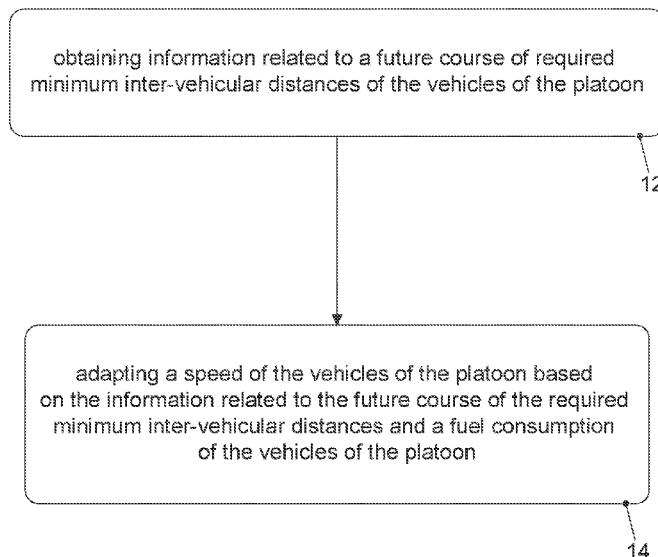 obtaining information related to a future course of required
minimum inter-vehicular distances of the vehicles of the platoon
12
adapting a speed of the vehicles of the platoon based
on the information related to the future course of the required
minimum inter-vehicular distances and a fuel consumption
of the vehicles of the platoon
14